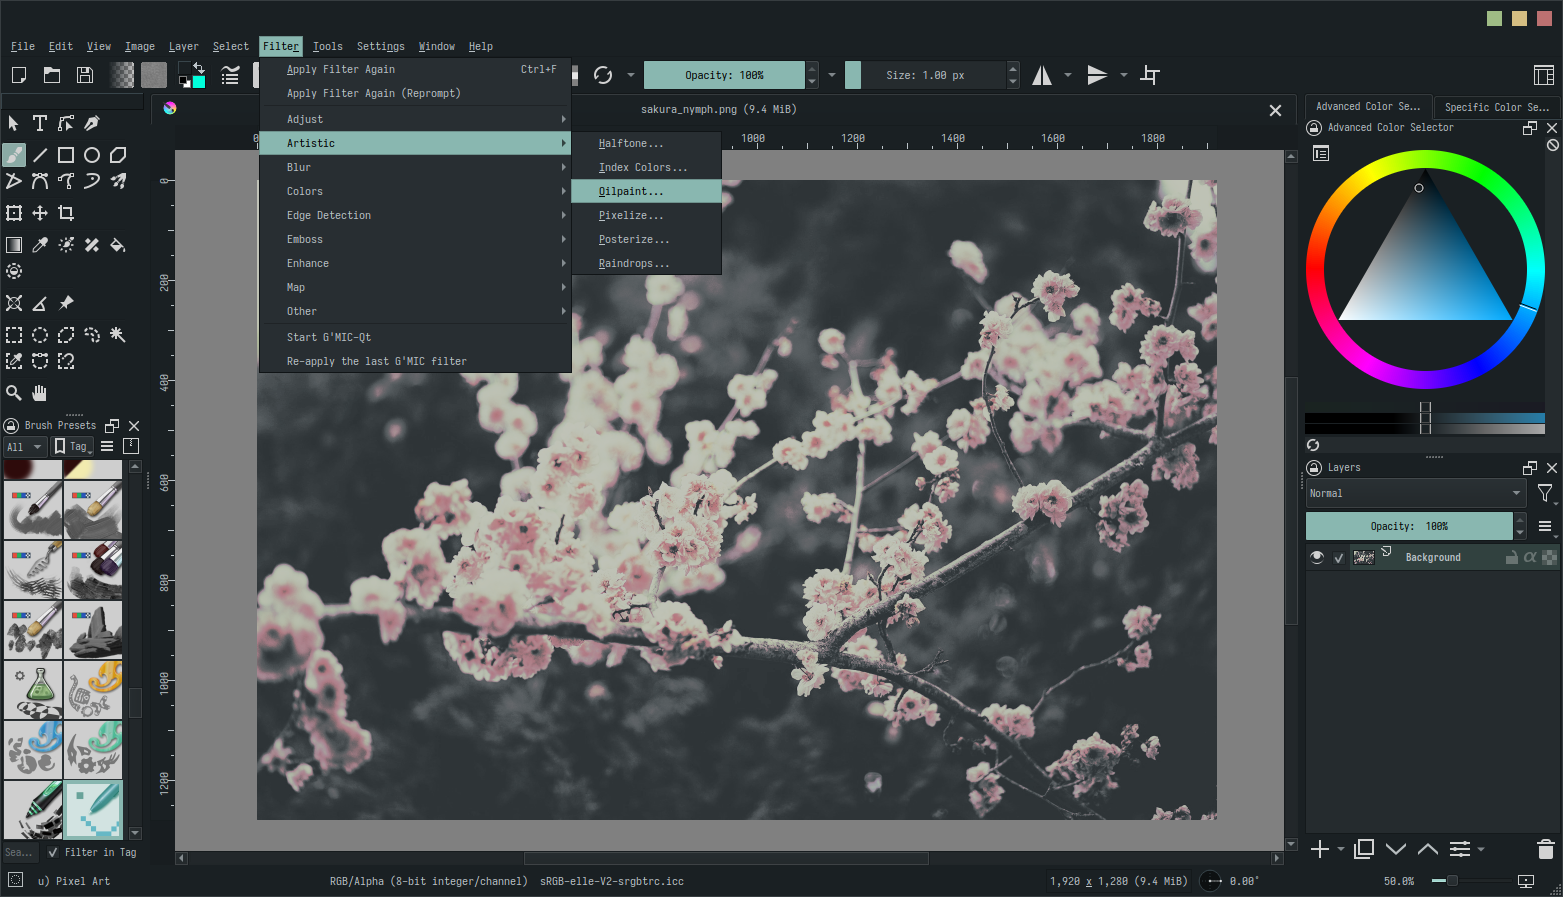 File Edit View Image Layer Select Filter Tools Settings Window Help
Apply Filter Again Ctrl+F
Apply Filter Again (Reprompt)
Adjust
Artistic
Blur
Colors
Edge Detection
Emboss
Enhance
Map
Other
Start G'MIC-Qt
Re-apply the last G'MIC filter
Halftone...
Index Colors...
Oilpaint...
Pixelize...
Posterize...
Raindrops...
Opacity: 100%
Size: 1.00 px
sakura_nymph.png (9.4 MiB)
0 1000 1200 1400 1600 1800
0
200
400
600
800
1000
1200
Advanced Color Se... Specific Color Se...
Advanced Color Selector
Brush Presets
All Tag
Sea... Filter in Tag
Layers
Normal
Opacity: 100%
Background
u) Pixel Art
RGB/Alpha (8-bit integer/channel) sRGB-elle-V2-srgbtrc.icc
1,920 x 1,280 (9.4 MiB)
0.00°
50.0%